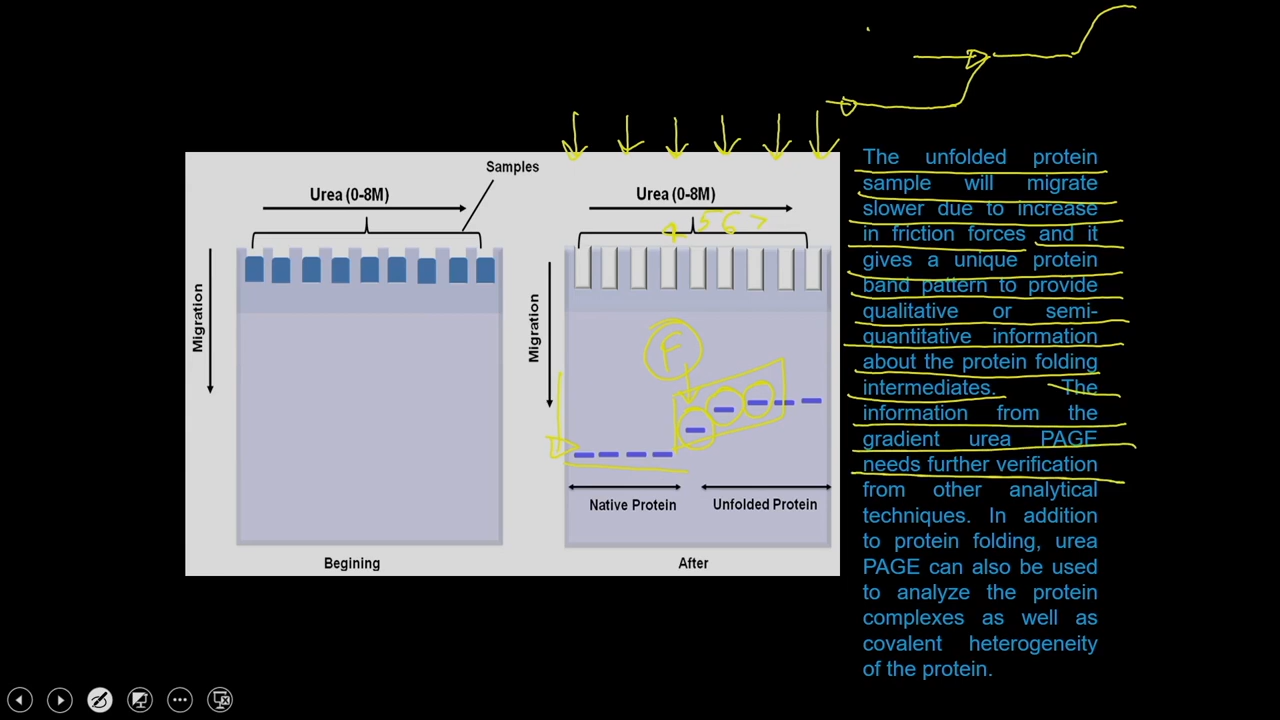 Samples
Urea (0-8M)
Migration
Begining
Urea (0-8M)
4 5 6 7
Migration
F
Native Protein
Unfolded Protein
After
The unfolded protein
sample will migrate
slower due to increase
in friction forces and it
gives a unique protein
band pattern to provide
qualitative or semi-
quantitative information
about the protein folding
intermediates. The
information from the
gradient urea PAGE
needs further verification
from other analytical
techniques. In addition
to protein folding, urea
PAGE can also be used
to analyze the protein
complexes as well as
covalent heterogeneity
of the protein.